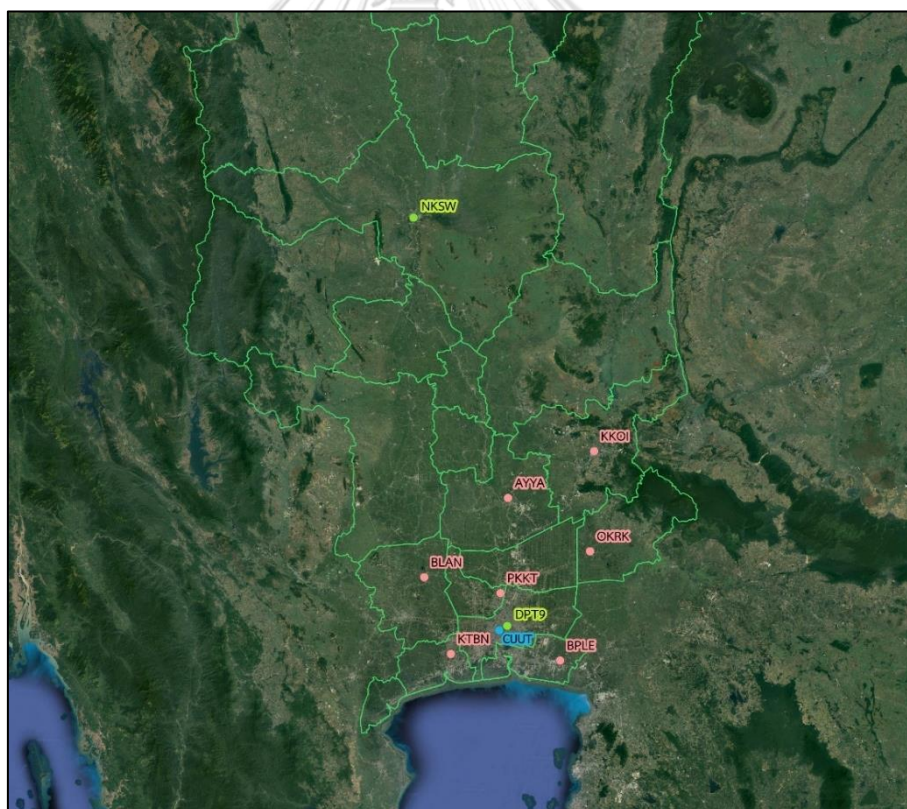 NKSW
KKOI
AYYA
OKRK
BLAN
PKKT
DPT9
CUUT
KTBN
BPLE